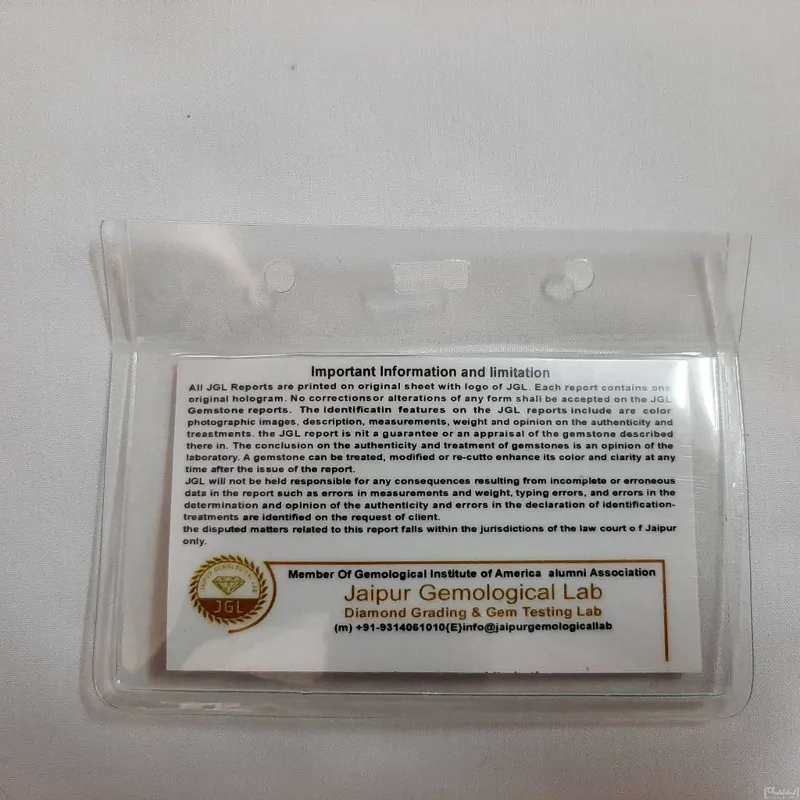 Important Information and limitation
All JGL Reports are printed on original sheet with logo of JGL. Each report contains one
original hologram. No correctionsor alterations of any form shall be accepted on the JGL
Gemstone reports. The identificatin features on the JGL reports include are color
photographic images, description, measurements, weight and opinion on the authenticity and
treastments. the JGL report is nit a guarantee or an appraisal of the gemstone described
there in. The conclusion on the authenticity and treatment of gemstones is an opinion of the
laboratory. A gemstone can be treated, modified or re-cutto enhance its color and clarity at any
time after the issue of the report.
JGL will not be held responsible for any consequences resulting from incomplete or erroneous
data in the report such as errors in measurements and weight, typing errors, and errors in the
determination and opinion of the authenticity and errors in the declaration of identification-
treatments are identified on the request of client.
the disputed matters related to this report falls within the jurisdictions of the law court o f Jaipur
only.
JAIPUR GEMOLOGICAL LAB
JGL
Member Of Gemological Institute of America alumni Association
Jaipur Gemological Lab
Diamond Grading & Gem Testing Lab
(m) +91-9314061010{E}info@jaipurgemologicallab
ایسام